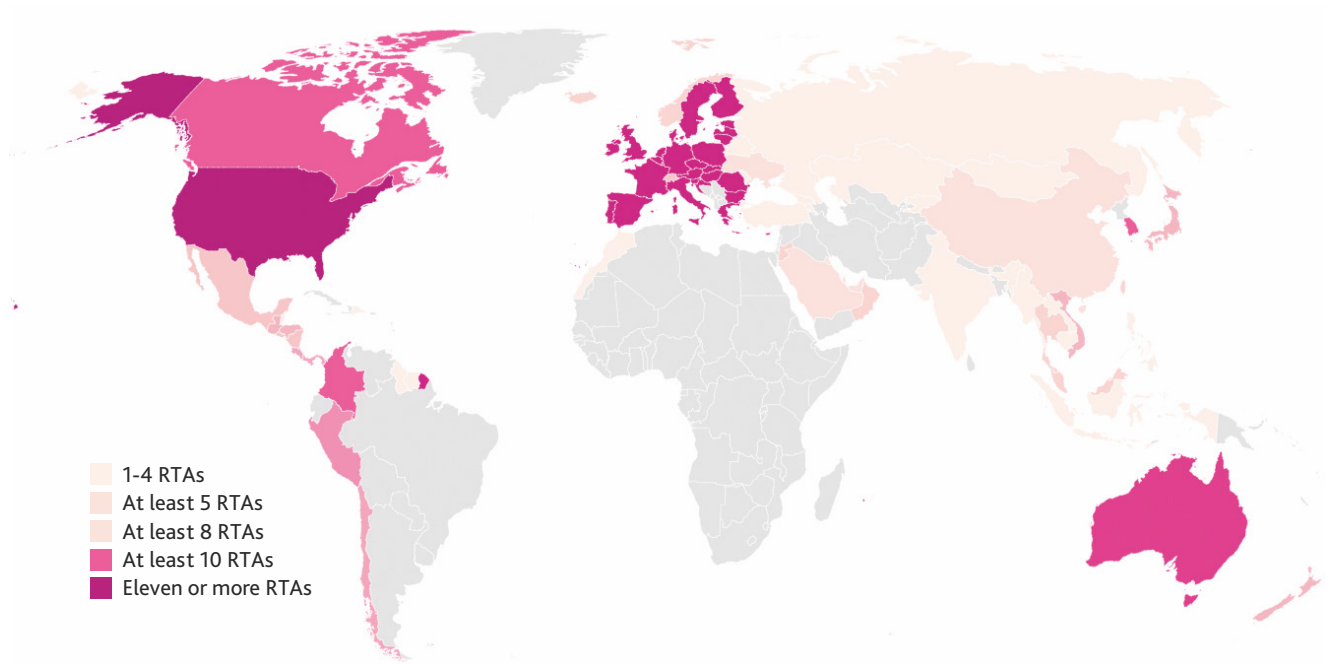 1-4 RTAs
At least 5 RTAs
At least 8 RTAs
At least 10 RTAs
Eleven or more RTAs